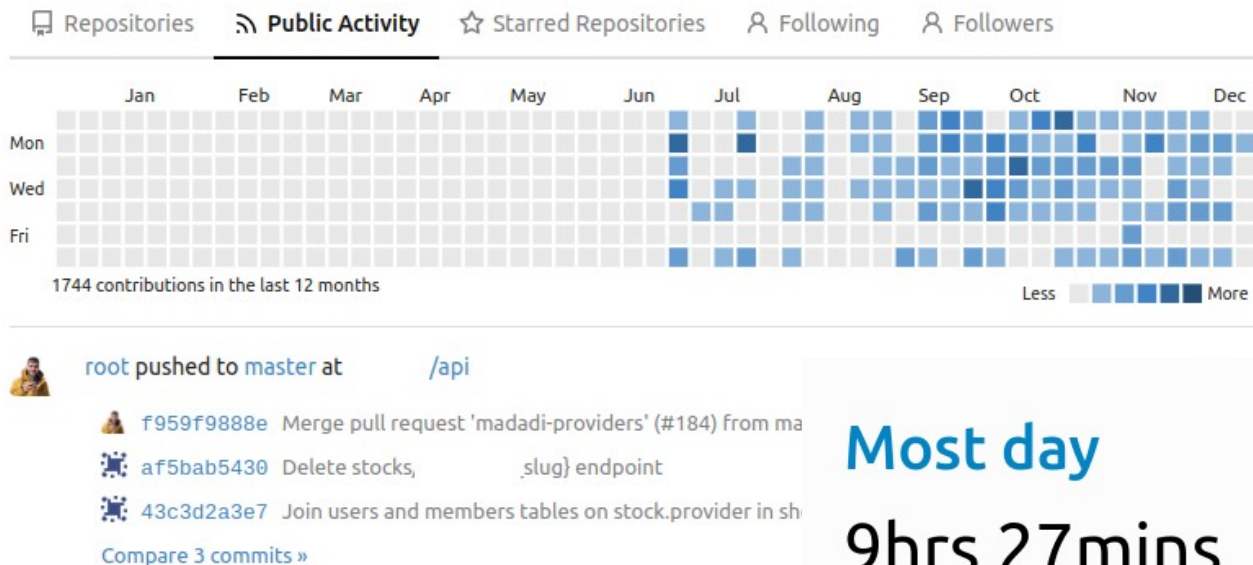 Repositories Public Activity Starred Repositories Following Followers
Jan Feb Mar Apr May Jun Jul Aug Sep Oct Nov Dec
Mon
Wed
Fri
1744 contributions in the last 12 months
Less More
root pushed to master at /api
f959f9888e Merge pull request 'madadi-providers' (#184) from ma
af5bab5430 Delete stocks, _slug} endpoint
43c3d2a3e7 Join users and members tables on stock.provider in sh
Compare 3 commits »
Most day
9hrs 27mins